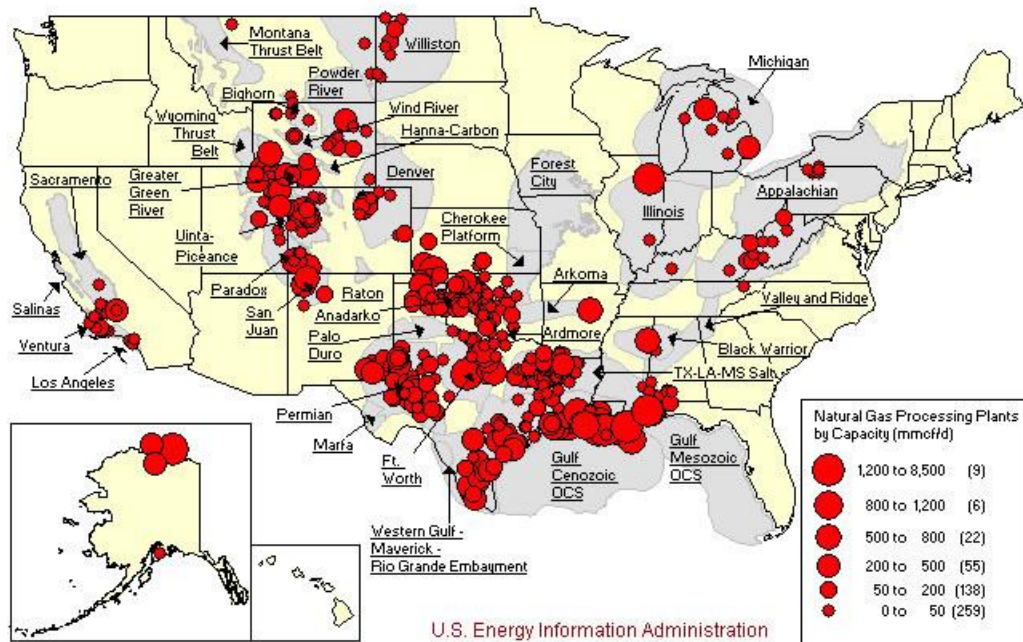 Montana
Thrust Belt
Williston
Michigan
Powder
River
Bighorn
Wind River
Wyoming
Thrust
Belt
Hanna-Carbon
Sacramento
Greater
Green
River
Denver
Forest
City
Illinois
Appalachian
Cherokee
Platform
Uinta-
Piceance
Arkoma
Salinas
Paradox
Raton
Valley and Ridge
San
Juan
Anadarko
Ventura
Palo
Duro
Ardmore
Black Warrior
Los Angeles
TX-LA-MS Salt
Permian
Marfa
Ft.
Worth
Gulf
Cenozoic
OCS
Gulf
Mesozoic
OCS
Western Gulf -
Maverick -
Rio Grande Embayment
Natural Gas Processing Plants
by Capacity (mmcf/d)
1,200 to 8,500 (9)
800 to 1,200 (6)
500 to 800 (22)
200 to 500 (55)
50 to 200 (138)
0 to 50 (259)
U.S. Energy Information Administration